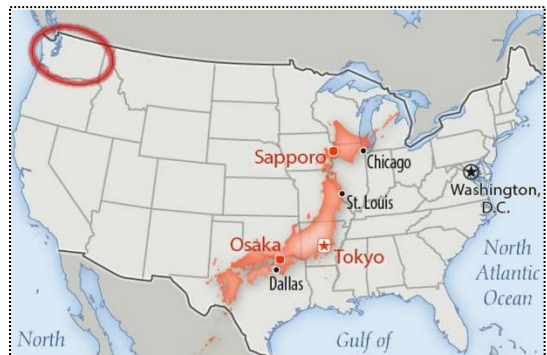 Sapporo
Chicago
St. Louis
Washington,
D.C.
Osaka
Tokyo
Dallas
North
Atlantic
Ocean
North
Gulf of